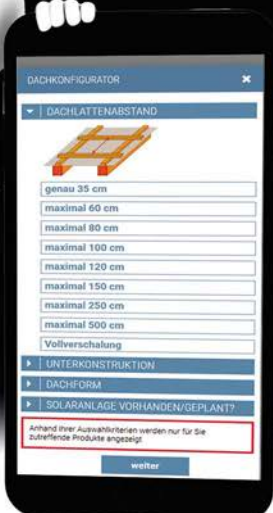 DACHKONFIGURATOR
DACHLATTENABSTAND
genau 35 cm
maximal 60 cm
maximal 80 cm
maximal 100 cm
maximal 120 cm
maximal 150 cm
maximal 250 cm
maximal 500 cm
Vollverschalung
UNTERKONSTRUKTION
DACHFORM
SOLARANLAGE VORHANDEN/GEPLANT?
Anhand Ihrer Auswahlkriterien werden nur für Sie
zutreffende Produkte angezeigt
weiter